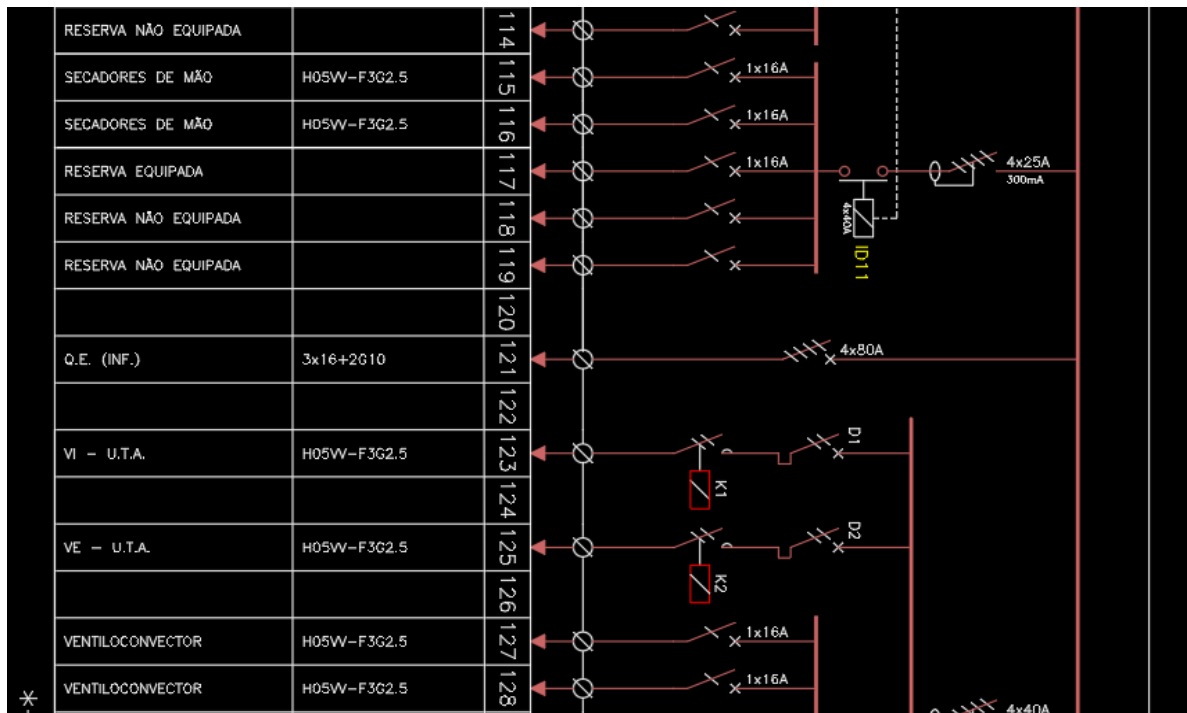 RESERVA NÃO EQUIPADA 114
SECADORES DE MÃO H05VV-F3G2.5 115 1x16A
SECADORES DE MÃO H05VV-F3G2.5 116 1x16A
RESERVA EQUIPADA 117 1x16A 4x25A
300mA
RESERVA NÃO EQUIPADA 118 4x40A
RESERVA NÃO EQUIPADA 119 ID11
120
Q.E. (INF.) 3x16+2G10 121 4x80A
122
VI - U.T.A. H05VV-F3G2.5 123 D1
124 K1
VE - U.T.A. H05VV-F3G2.5 125 D2
126 K2
VENTILOCONVECTOR H05VV-F3G2.5 127 1x16A
VENTILOCONVECTOR H05VV-F3G2.5 128 1x16A
4x40A